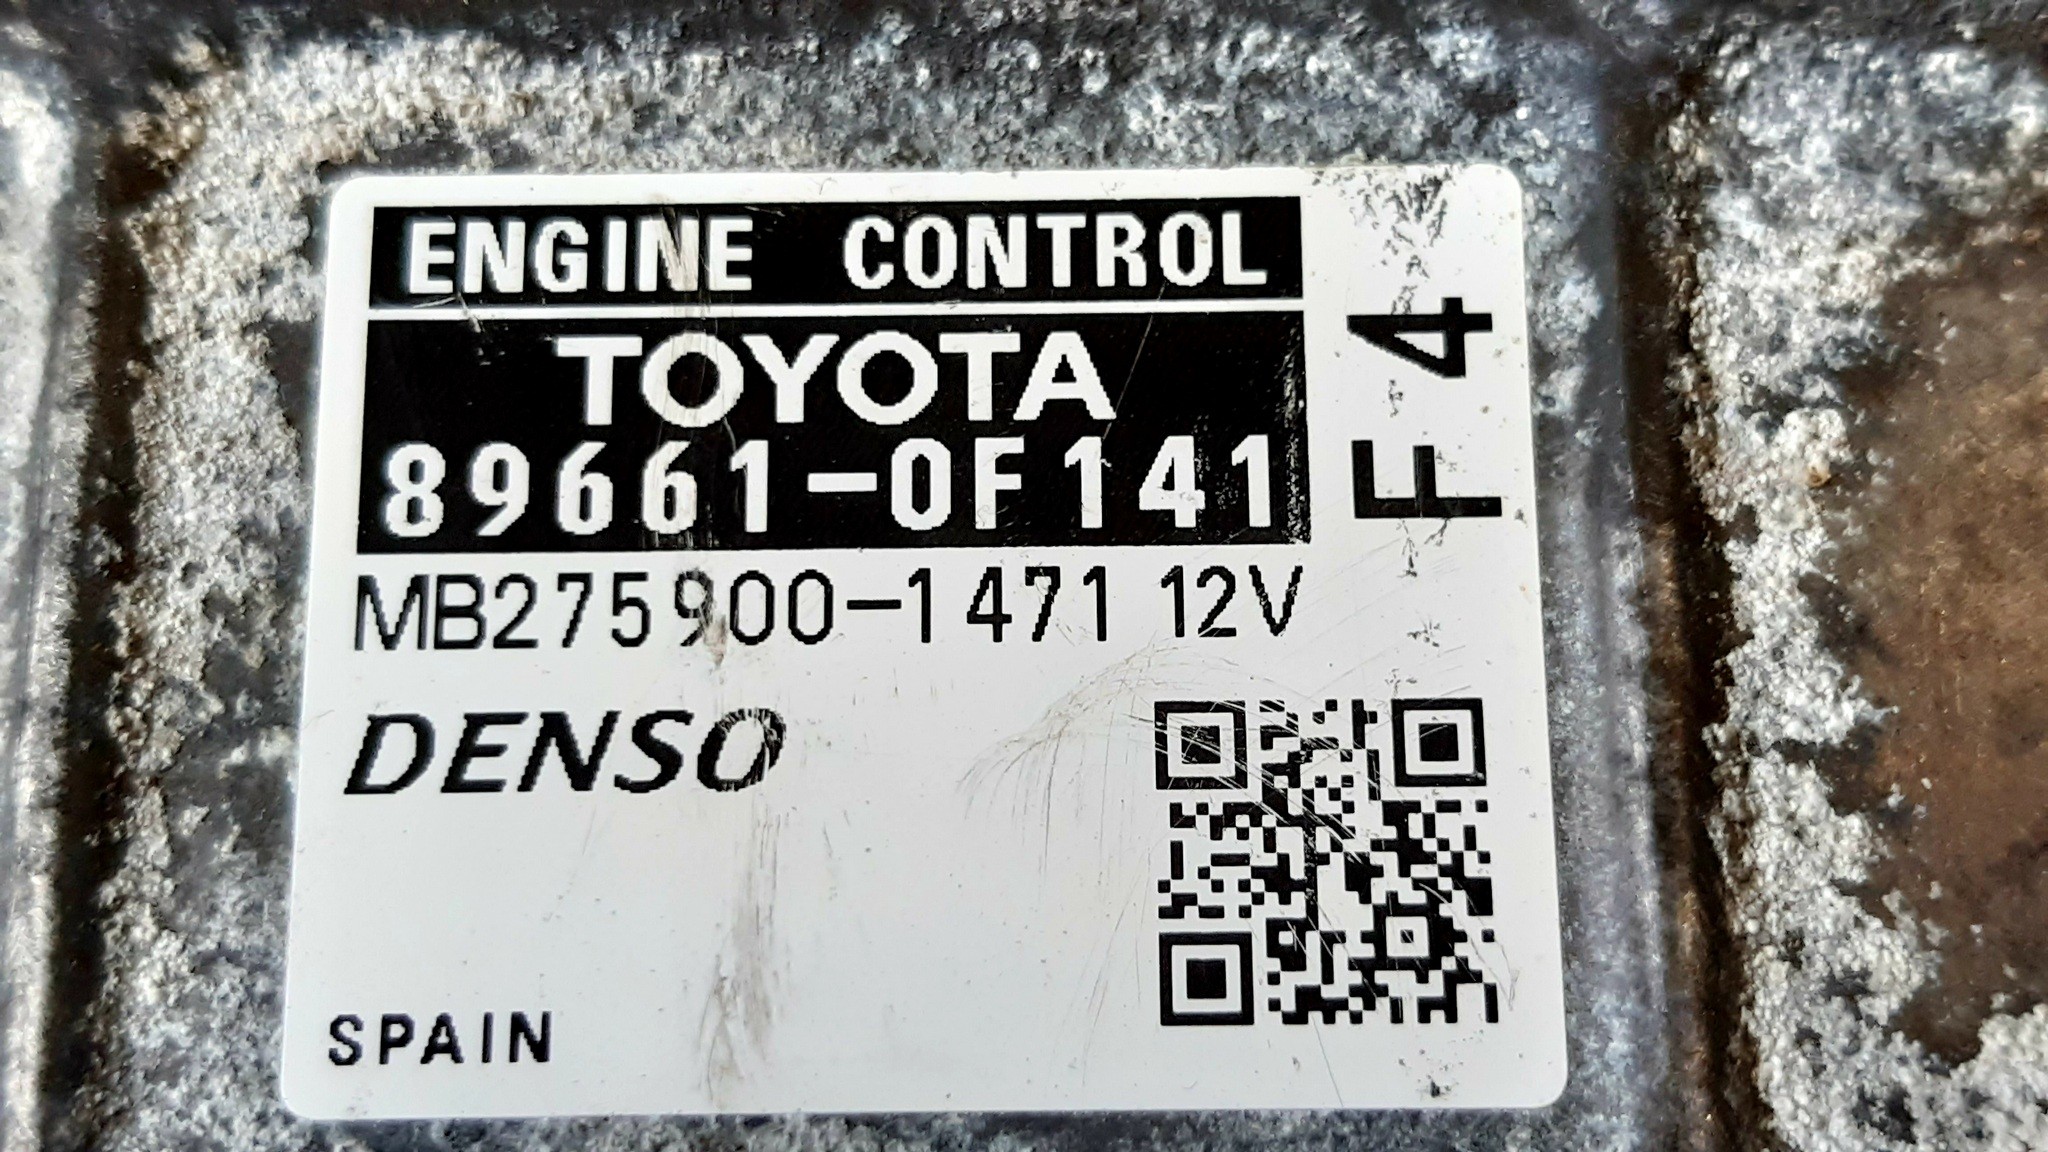 ENGINE CONTROL
TOYOTA
89661-0F141
MB275900-1471 12V
DENSO
SPAIN
F4